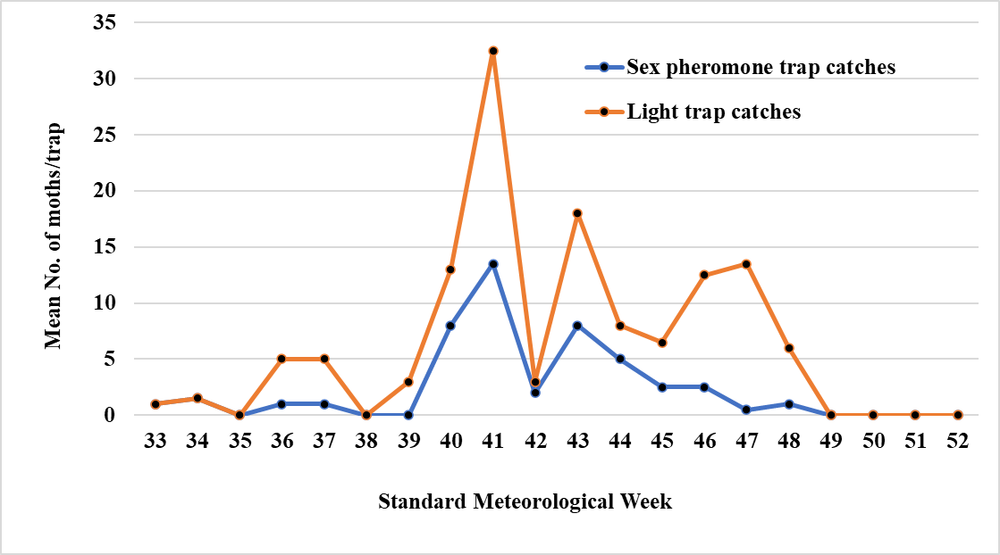 35
30
25
20
15
10
5
0
Mean No. of moths/trap
Sex pheromone trap catches
Light trap catches
33 34 35 36 37 38 39 40 41 42 43 44 45 46 47 48 49 50 51 52
Standard Meteorological Week